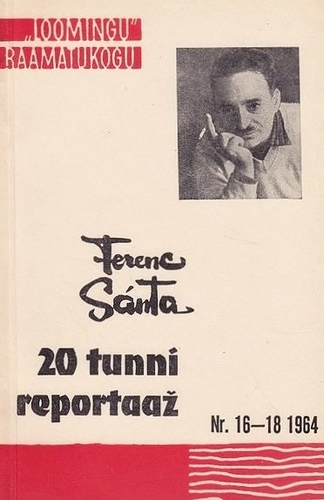 „LOOMINGU“
RAAMATUKOGU
Ferenc
Sánta
20 tunni
reportaaž
Nr. 16—18 1964